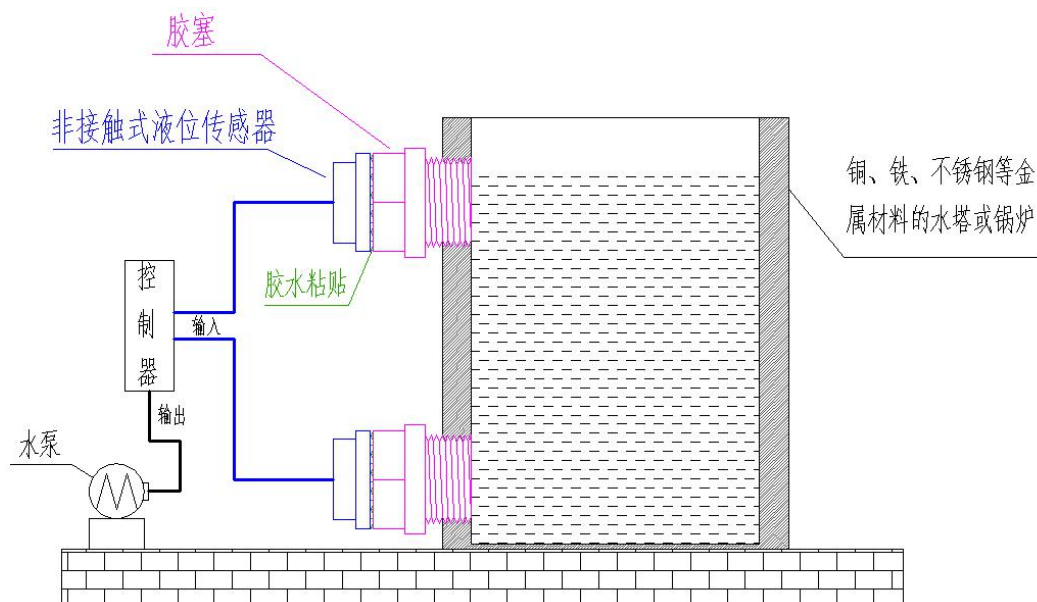 胶塞
非接触式液位传感器
铜、铁、不锈钢等金
属材料的水塔或锅炉
胶水粘贴
控
制
器
输入
输出
水泵